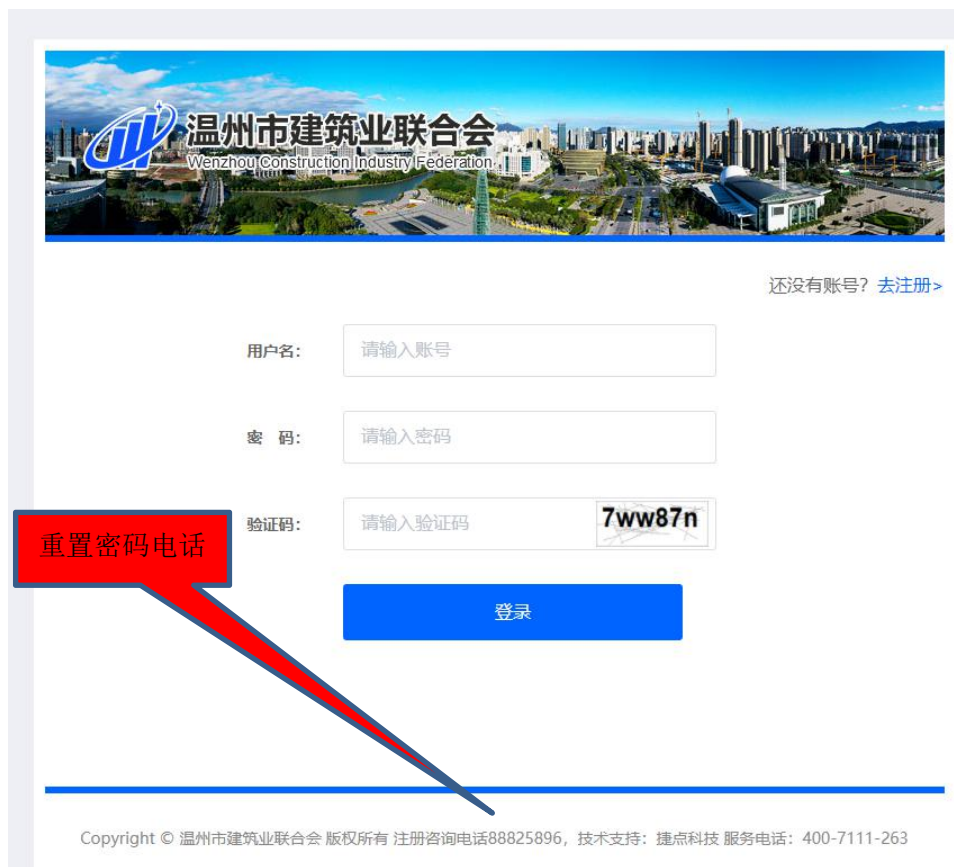 温州市建筑业联合会
Wenzhou Construction Industry Federation
还没有账号？去注册>
用户名：
请输入账号
密 码：
请输入密码
验证码：
请输入验证码
7ww87n
重置密码电话
登录
Copyright © 温州市建筑业联合会 版权所有 注册咨询电话88825896，技术支持：捷点科技 服务电话：400-7111-263